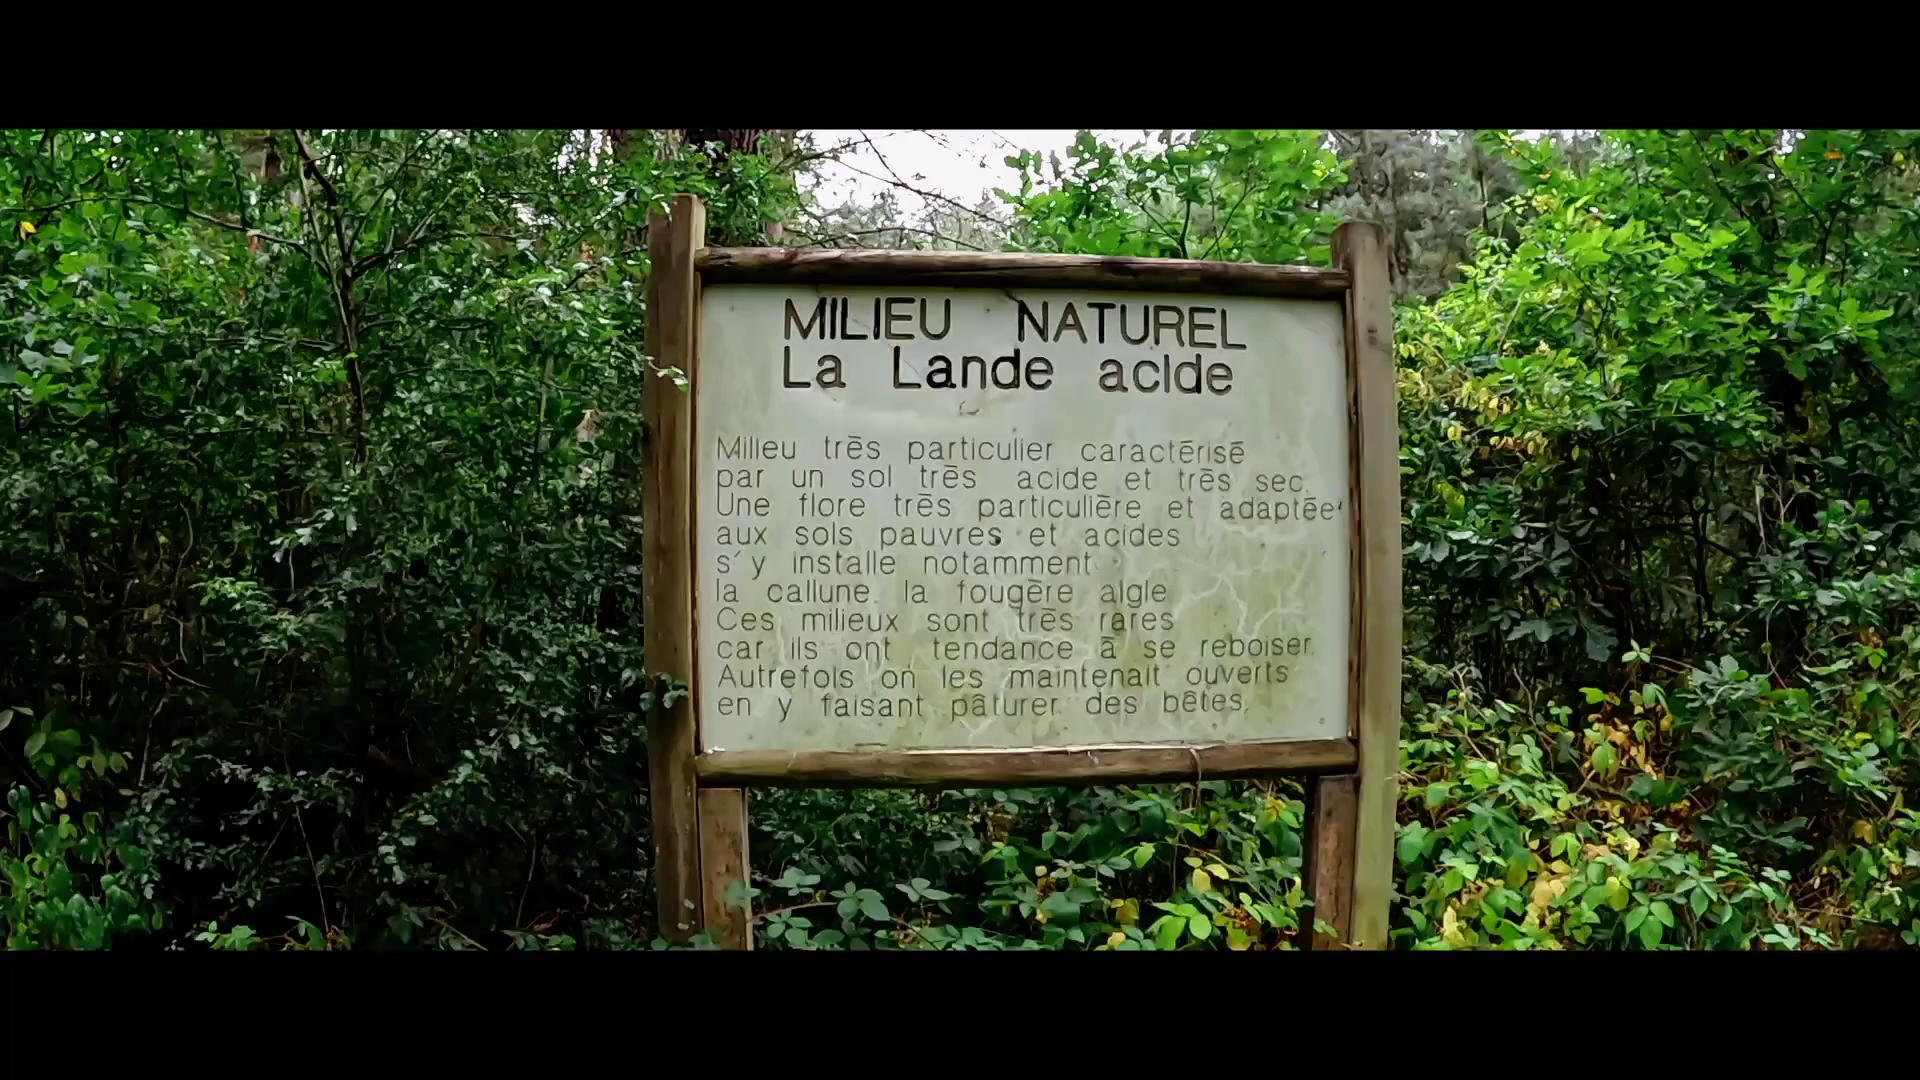 MILIEU NATUREL
La Lande acide
Milieu très particulier caractérisé
par un sol très acide et très sec.
Une flore très particulière et adaptée
aux sols pauvres et acides
s'y installe notamment
la callune, la fougère aigle
Ces milieux sont très rares
car ils ont tendance à se reboiser.
Autrefois on les maintenait ouverts
en y faisant pâturer des bêtes.